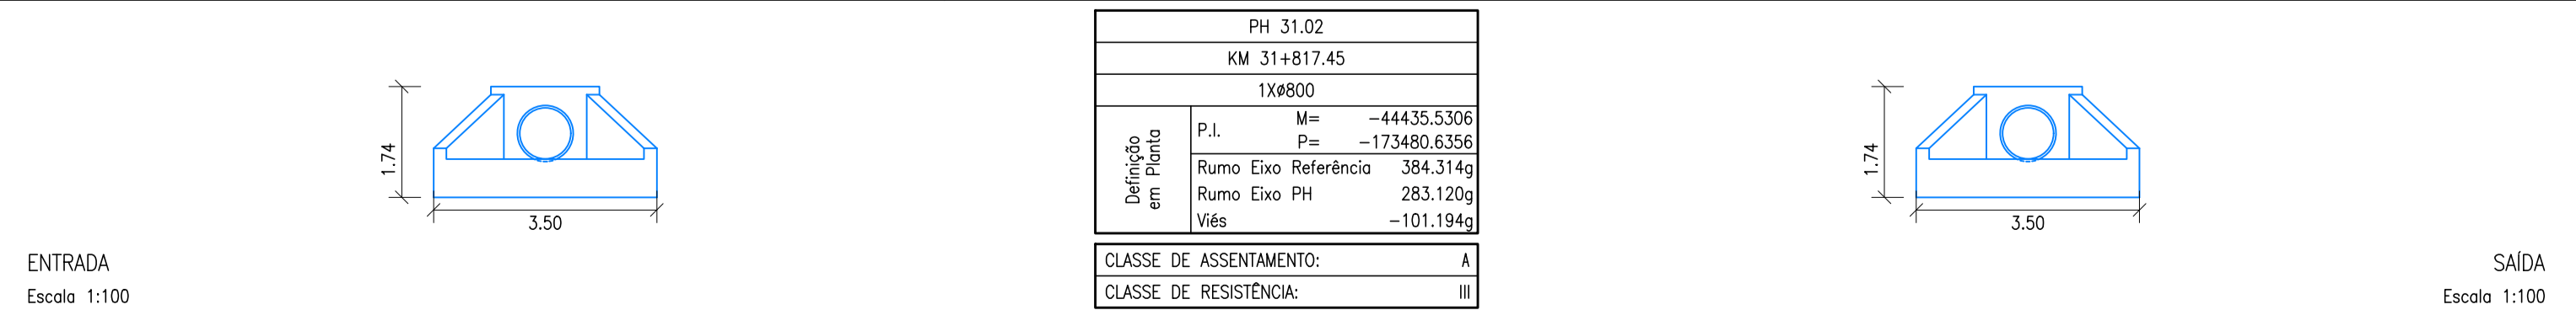 PH 31.02
KM 31+817.45
1Xø800
Definição
em Planta
P.I.
M= -44435.5306
P= -173480.6356
Rumo Eixo Referência 384.314g
Rumo Eixo PH 283.120g
Viés -101.194g
CLASSE DE ASSENTAMENTO: A
CLASSE DE RESISTÊNCIA: III
1.74
3.50
ENTRADA
Escala 1:100
1.74
3.50
SAÍDA
Escala 1:100